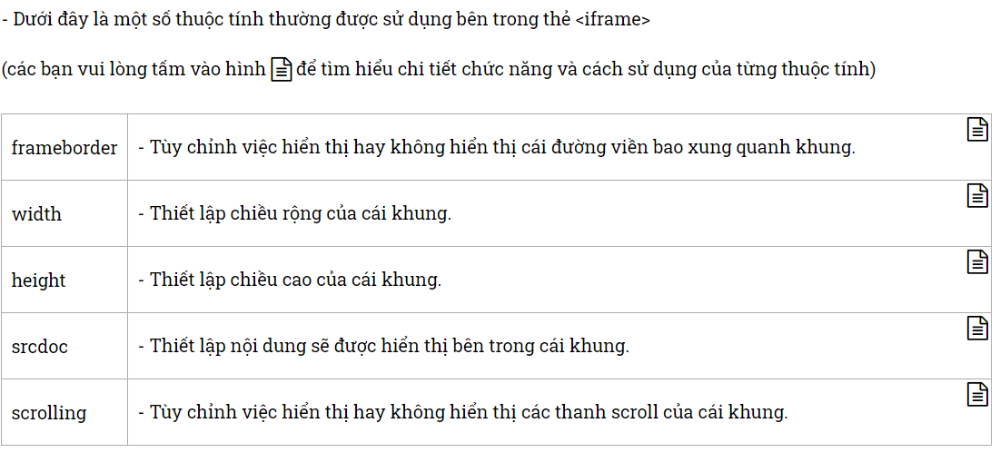 - Dưới đây là một số thuộc tính thường được sử dụng bên trong thẻ <iframe>
(các bạn vui lòng tấm vào hình để tìm hiểu chi tiết chức năng và cách sử dụng của từng thuộc tính)
frameborder - Tùy chỉnh việc hiển thị hay không hiển thị cái đường viền bao xung quanh khung.
width - Thiết lập chiều rộng của cái khung.
height - Thiết lập chiều cao của cái khung.
srcdoc - Thiết lập nội dung sẽ được hiển thị bên trong cái khung.
scrolling - Tùy chỉnh việc hiển thị hay không hiển thị các thanh scroll của cái khung.